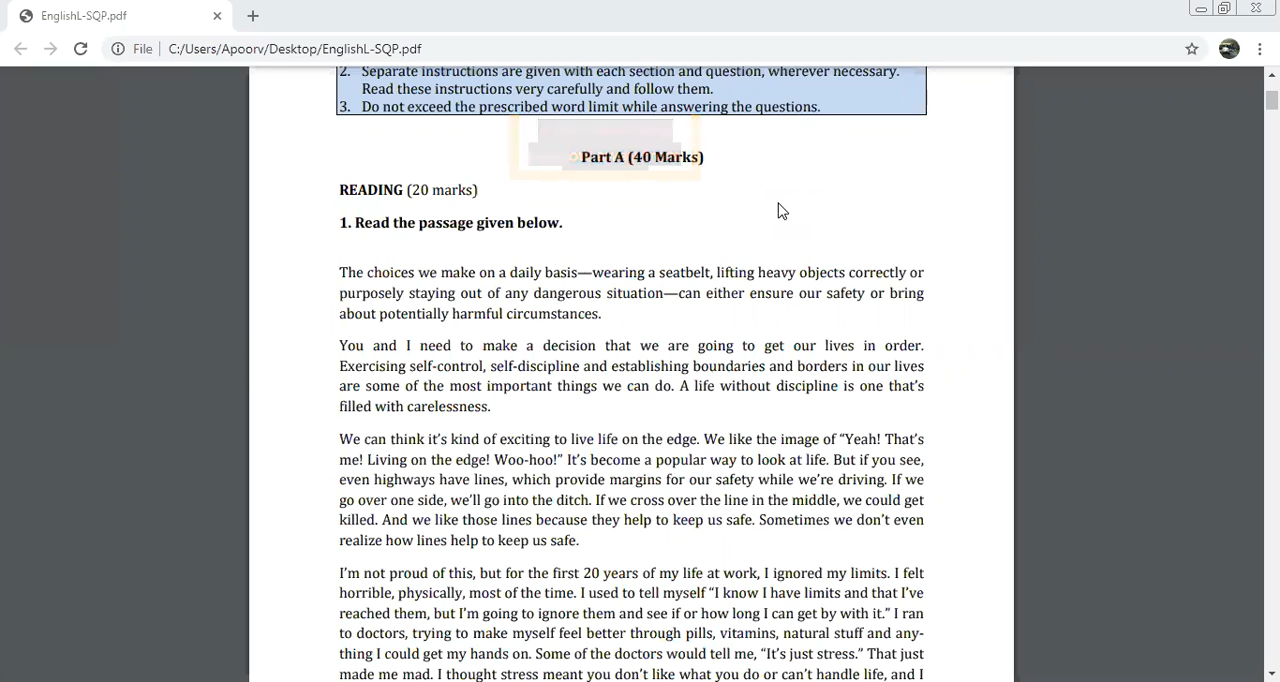 EnglishL-SQP.pdf
File C:/Users/Apoorv/Desktop/EnglishL-SQP.pdf
2. Separate instructions are given with each section and question, wherever necessary.
Read these instructions very carefully and follow them.
3. Do not exceed the prescribed word limit while answering the questions.
Part A (40 Marks)
READING (20 marks)
1. Read the passage given below.
The choices we make on a daily basis—wearing a seatbelt, lifting heavy objects correctly or
purposely staying out of any dangerous situation—can either ensure our safety or bring
about potentially harmful circumstances.
You and I need to make a decision that we are going to get our lives in order.
Exercising self-control, self-discipline and establishing boundaries and borders in our lives
are some of the most important things we can do. A life without discipline is one that’s
filled with carelessness.
We can think it’s kind of exciting to live life on the edge. We like the image of “Yeah! That’s
me! Living on the edge! Woo-hoo!” It’s become a popular way to look at life. But if you see,
even highways have lines, which provide margins for our safety while we’re driving. If we
go over one side, we’ll go into the ditch. If we cross over the line in the middle, we could get
killed. And we like those lines because they help to keep us safe. Sometimes we don’t even
realize how lines help to keep us safe.
I’m not proud of this, but for the first 20 years of my life at work, I ignored my limits. I felt
horrible, physically, most of the time. I used to tell myself “I know I have limits and that I’ve
reached them, but I’m going to ignore them and see if or how long I can get by with it.” I ran
to doctors, trying to make myself feel better through pills, vitamins, natural stuff and any-
thing I could get my hands on. Some of the doctors would tell me, “It’s just stress.” That just
made me mad. I thought stress meant you don’t like what you do or can’t handle life, and I